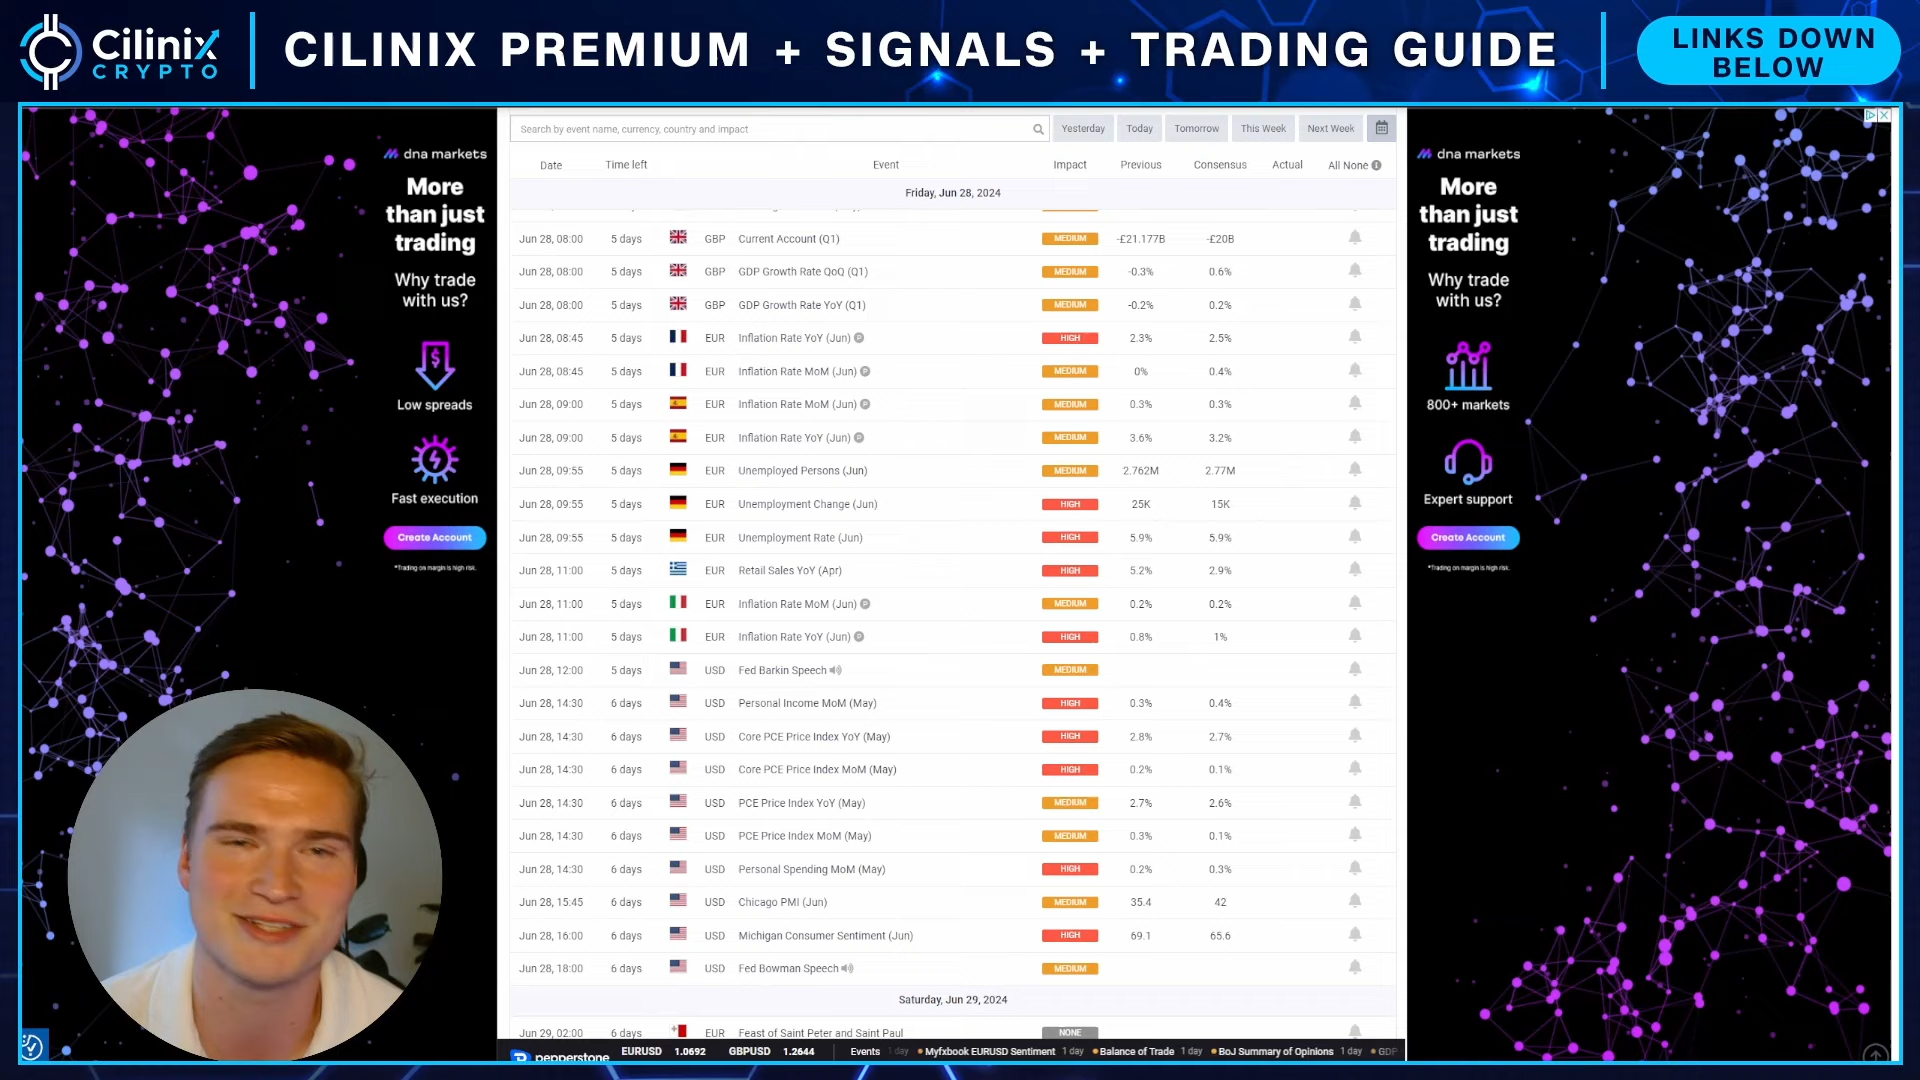 Cilinix
CRYPTO
CILINIX PREMIUM + SIGNALS + TRADING GUIDE
LINKS DOWN
BELOW
dna markets
More
than just
trading
Why trade
with us?
Low spreads
Fast execution
Create Account
*Trading on margin is high risk.
Search by event name, currency, country and impact
Yesterday Today Tomorrow This Week Next Week
Date Time left Event Impact Previous Consensus Actual All None
Friday, Jun 28, 2024
Jun 28, 08:00 5 days GBP Current Account (Q1) MEDIUM -£21.177B -£20B
Jun 28, 08:00 5 days GBP GDP Growth Rate QoQ (Q1) MEDIUM -0.3% 0.6%
Jun 28, 08:00 5 days GBP GDP Growth Rate YoY (Q1) MEDIUM -0.2% 0.2%
Jun 28, 08:45 5 days EUR Inflation Rate YoY (Jun) P HIGH 2.3% 2.5%
Jun 28, 08:45 5 days EUR Inflation Rate MoM (Jun) P MEDIUM 0% 0.4%
Jun 28, 09:00 5 days EUR Inflation Rate MoM (Jun) P MEDIUM 0.3% 0.3%
Jun 28, 09:00 5 days EUR Inflation Rate YoY (Jun) P MEDIUM 3.6% 3.2%
Jun 28, 09:55 5 days EUR Unemployed Persons (Jun) MEDIUM 2.762M 2.77M
Jun 28, 09:55 5 days EUR Unemployment Change (Jun) HIGH 25K 15K
Jun 28, 09:55 5 days EUR Unemployment Rate (Jun) HIGH 5.9% 5.9%
Jun 28, 11:00 5 days EUR Retail Sales YoY (Apr) HIGH 5.2% 2.9%
Jun 28, 11:00 5 days EUR Inflation Rate MoM (Jun) P MEDIUM 0.2% 0.2%
Jun 28, 11:00 5 days EUR Inflation Rate YoY (Jun) P HIGH 0.8% 1%
Jun 28, 12:00 5 days USD Fed Barkin Speech MEDIUM
Jun 28, 14:30 6 days USD Personal Income MoM (May) HIGH 0.3% 0.4%
Jun 28, 14:30 6 days USD Core PCE Price Index YoY (May) HIGH 2.8% 2.7%
Jun 28, 14:30 6 days USD Core PCE Price Index MoM (May) HIGH 0.2% 0.1%
Jun 28, 14:30 6 days USD PCE Price Index YoY (May) MEDIUM 2.7% 2.6%
Jun 28, 14:30 6 days USD PCE Price Index MoM (May) MEDIUM 0.3% 0.1%
Jun 28, 14:30 6 days USD Personal Spending MoM (May) HIGH 0.2% 0.3%
Jun 28, 15:45 6 days USD Chicago PMI (Jun) MEDIUM 35.4 42
Jun 28, 16:00 6 days USD Michigan Consumer Sentiment (Jun) HIGH 69.1 65.6
Jun 28, 18:00 6 days USD Fed Bowman Speech MEDIUM
Saturday, Jun 29, 2024
Jun 29, 02:00 6 days EUR Feast of Saint Peter and Saint Paul NONE
pepperstone EURUSD 1.0692 GBPUSD 1.2644 Events 1 day Myfxbook EURUSD Sentiment 1 day Balance of Trade 1 day BoJ Summary of Opinions 1 day GDP
dna markets
More
than just
trading
Why trade
with us?
800+ markets
Expert support
Create Account
*Trading on margin is high risk.